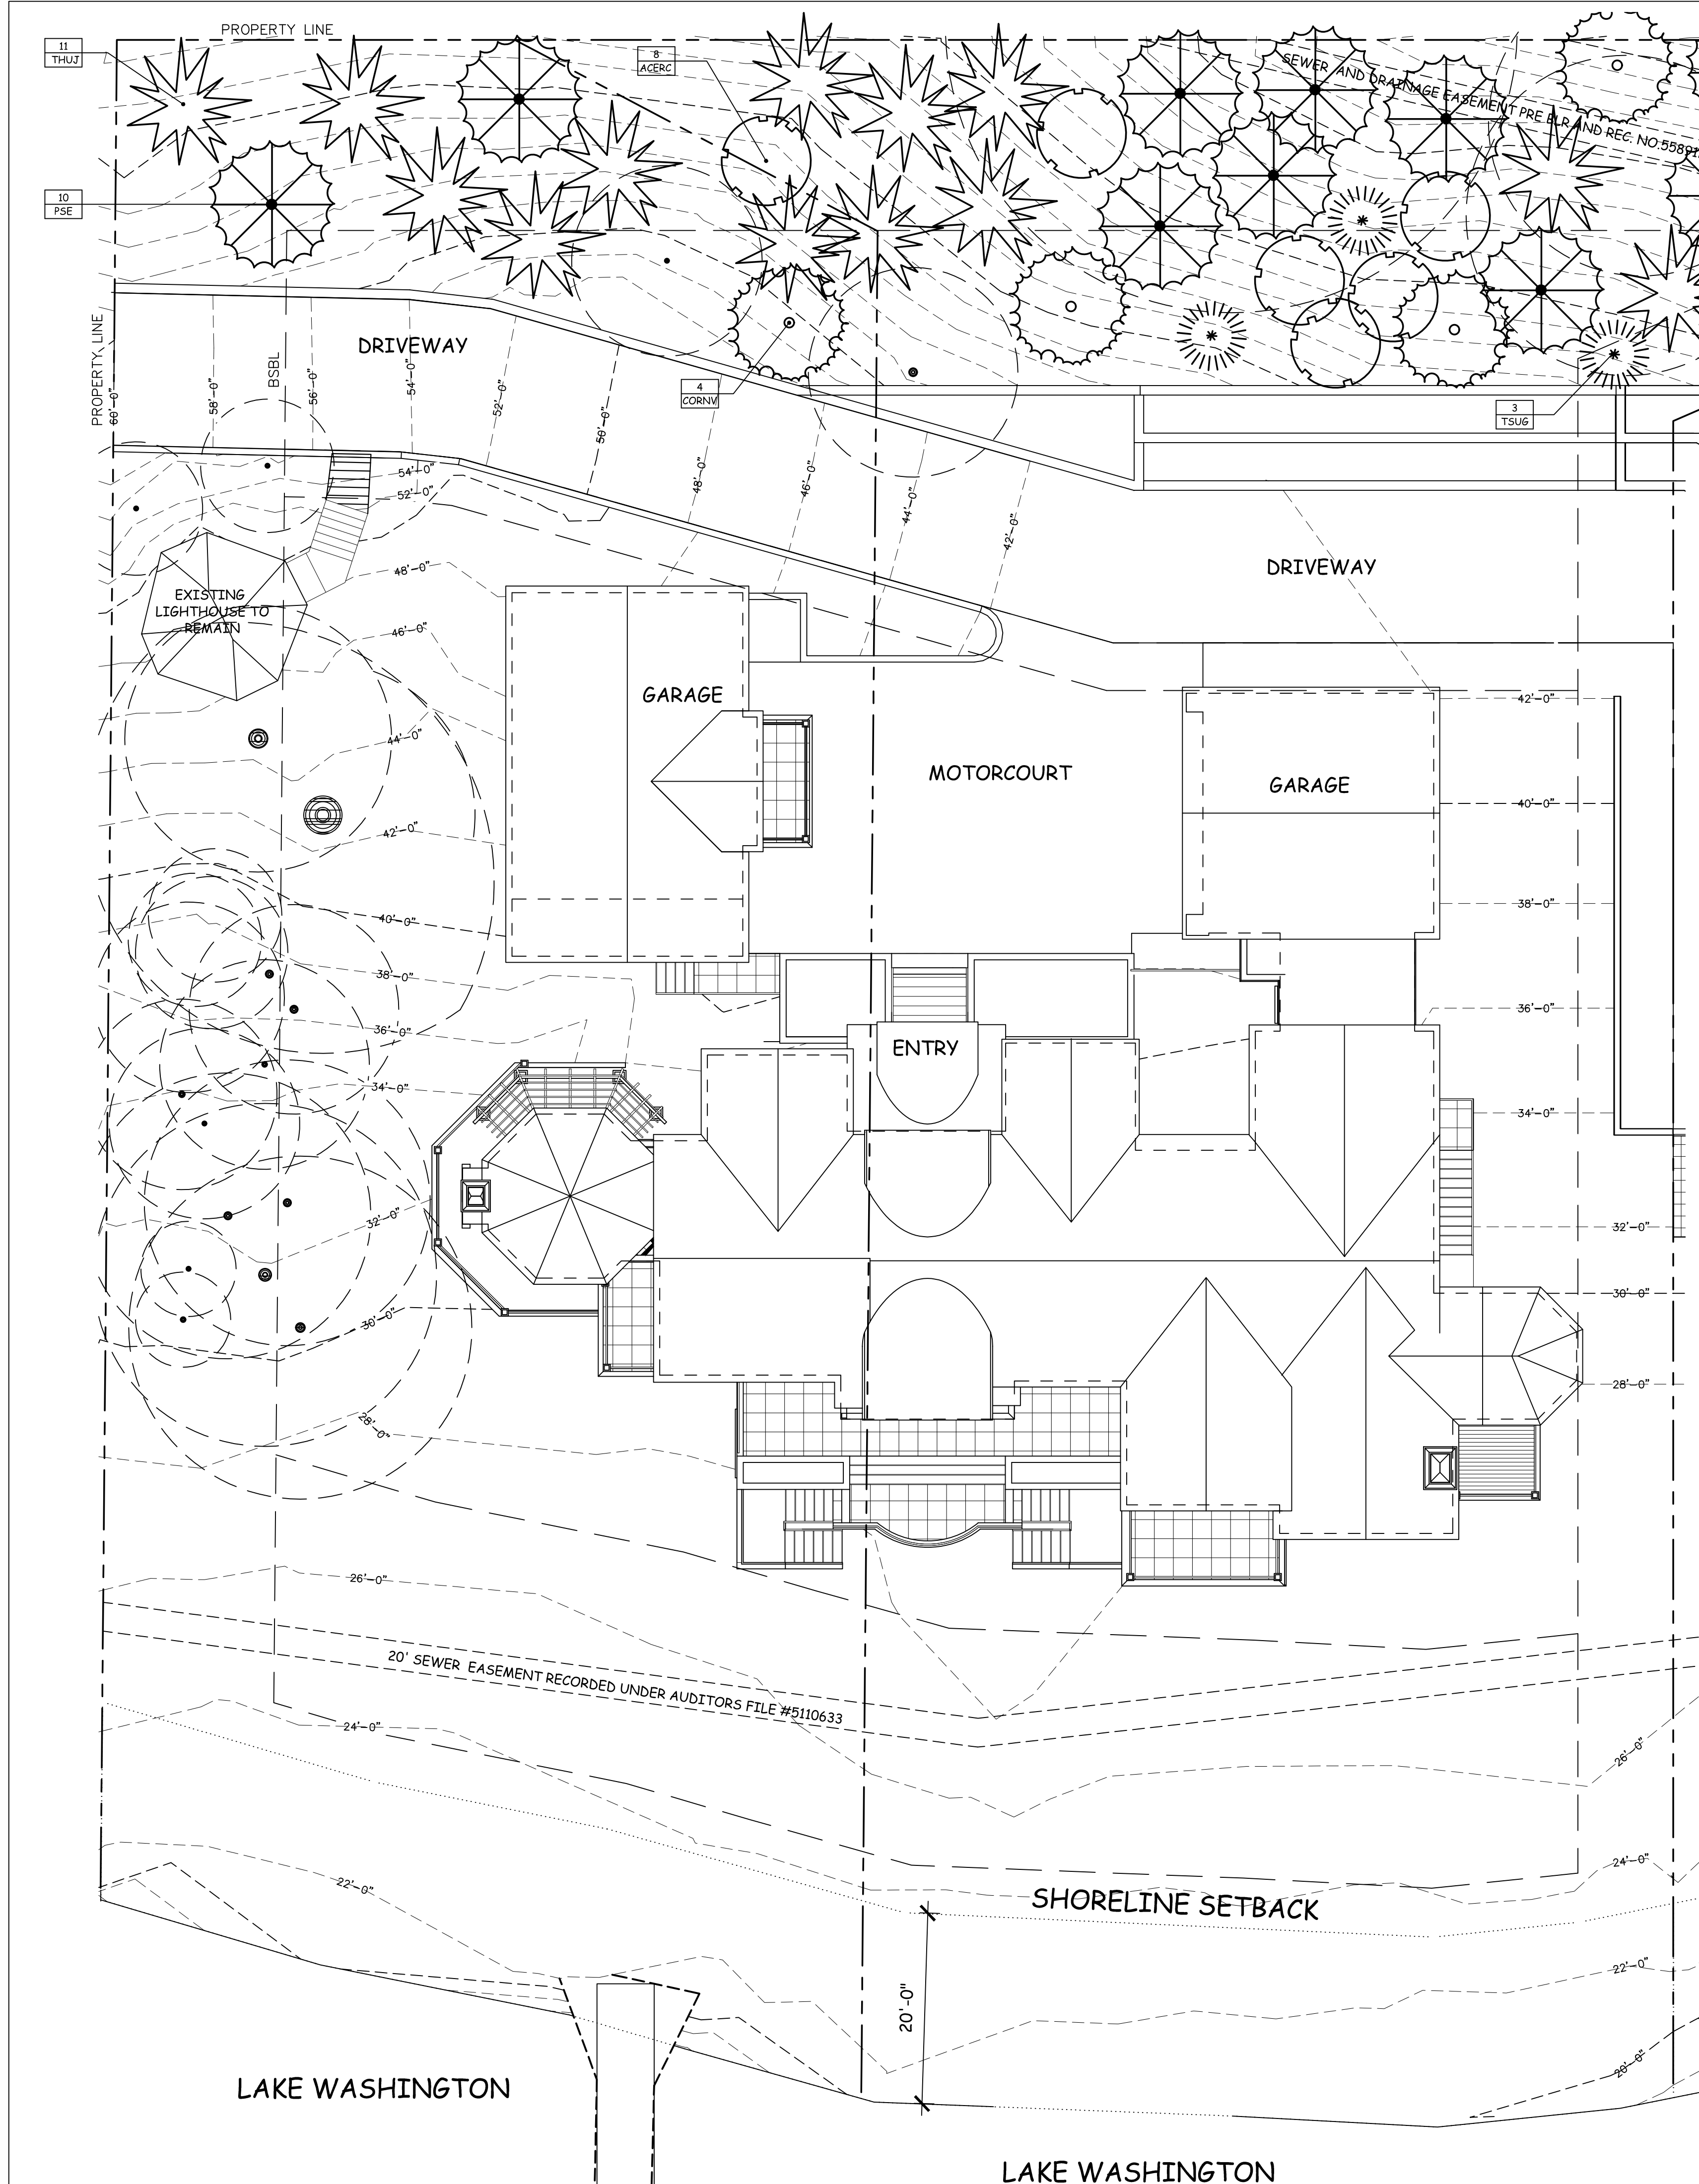 PROPERTY LINE
11
THUJ
8
ACERC
SEWER AND DRAINAGE EASEMENT PRE BLR AND REC. NO.55891
10
PSE
PROPERTY LINE
60'-0"
58'-0"
BSBL
56'-0"
54'-0"
52'-0"
50'-0"
48'-0"
46'-0"
44'-0"
42'-0"
DRIVEWAY
4
CORNV
3
TSUG
54'-0"
52'-0"
48'-0"
46'-0"
44'-0"
42'-0"
40'-0"
38'-0"
36'-0"
34'-0"
32'-0"
30'-0"
28'-0"
EXISTING
LIGHTHOUSE TO
REMAIN
DRIVEWAY
GARAGE
MOTORCOURT
GARAGE
42'-0"
40'-0"
38'-0"
36'-0"
34'-0"
32'-0"
30'-0"
28'-0"
ENTRY
26'-0"
20' SEWER EASEMENT RECORDED UNDER AUDITORS FILE #5110633
24'-0"
26'-0"
24'-0"
22'-0"
SHORELINE SETBACK
22'-0"
20'-0"
20'-0"
LAKE WASHINGTON
LAKE WASHINGTON